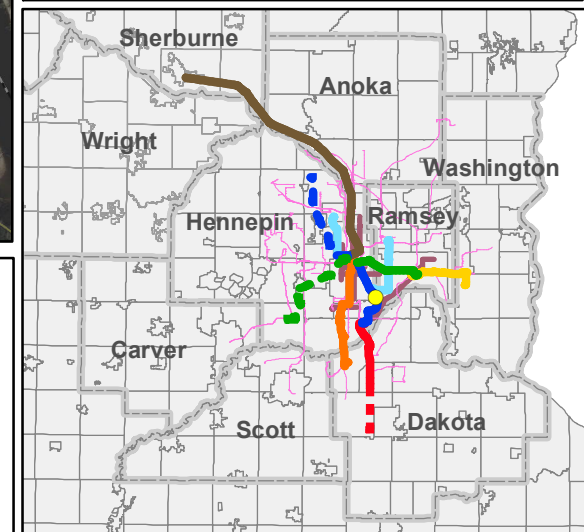 Sherburne
Anoka
Wright
Washington
Hennepin
Ramsey
Carver
Scott
Dakota